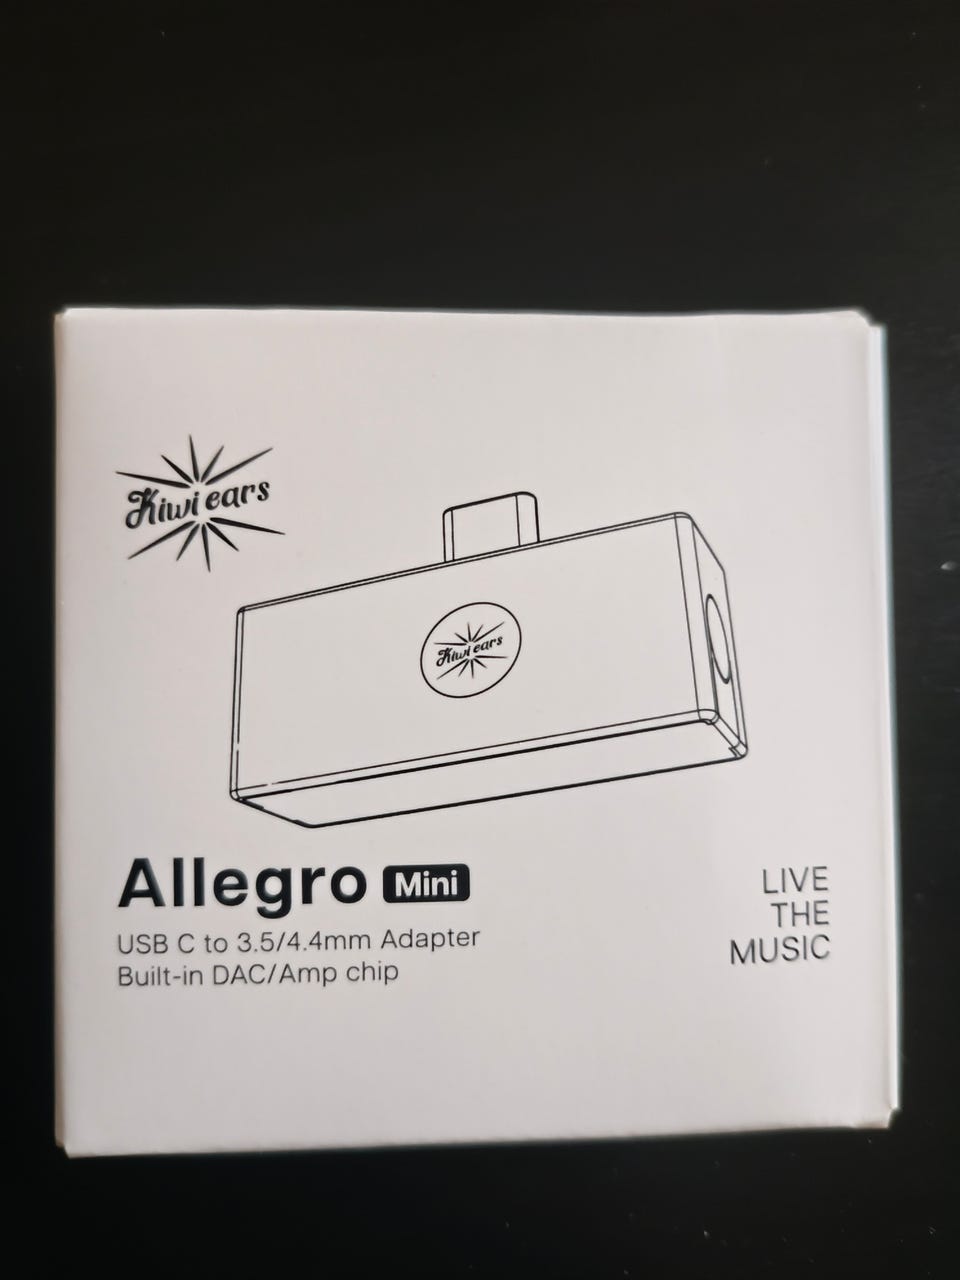 Kiwi ears
Kiwi ears
Allegro Mini
USB C to 3.5/4.4mm Adapter
Built-in DAC/Amp chip
LIVE
THE
MUSIC